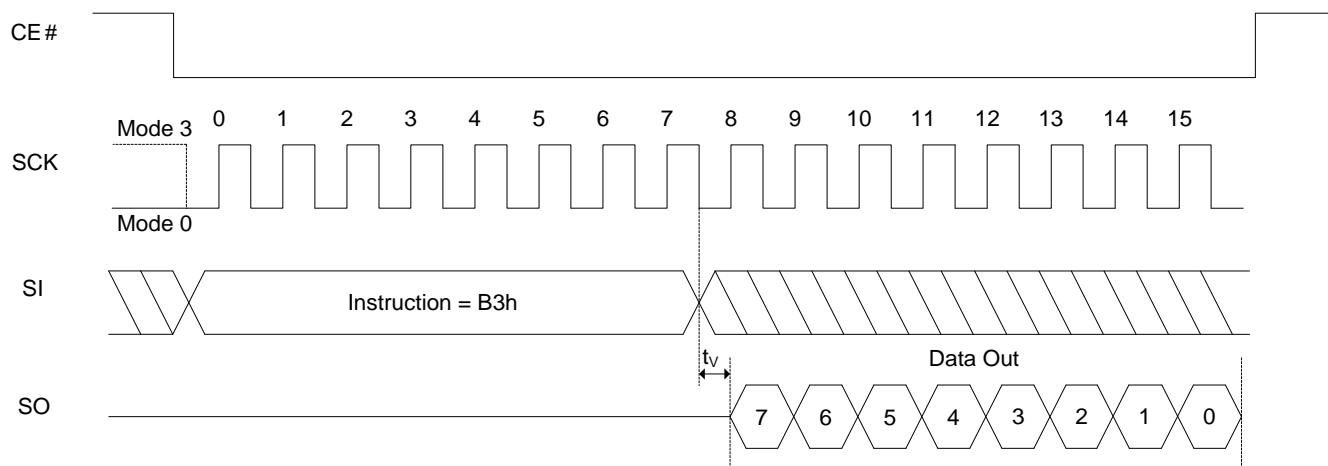 CE #
0 1 2 3 4 5 6 7 8 9 10 11 12 13 14 15
Mode 3
SCK
Mode 0
SI
Instruction = B3h
tV
Data Out
SO
7 6 5 4 3 2 1 0